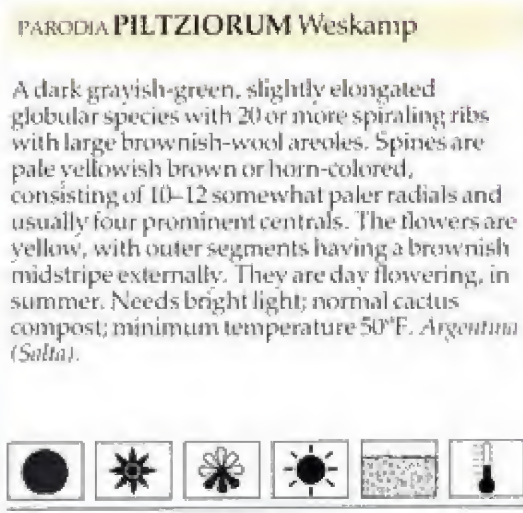 PARODIA PILTZIORUM Weskamp
A dark grayish-green, slightly elongated
globular species with 20 or more spiraling ribs
with large brownish-wool areoles. Spines are
pale yellowish brown or horn-colored,
consisting of 10–12 somewhat paler radials and
usually four prominent centrals. The flowers are
yellow, with outer segments having a brownish
midstripe externally. They are day flowering, in
summer. Needs bright light; normal cactus
compost; minimum temperature 50°F. Argentina
(Salta).